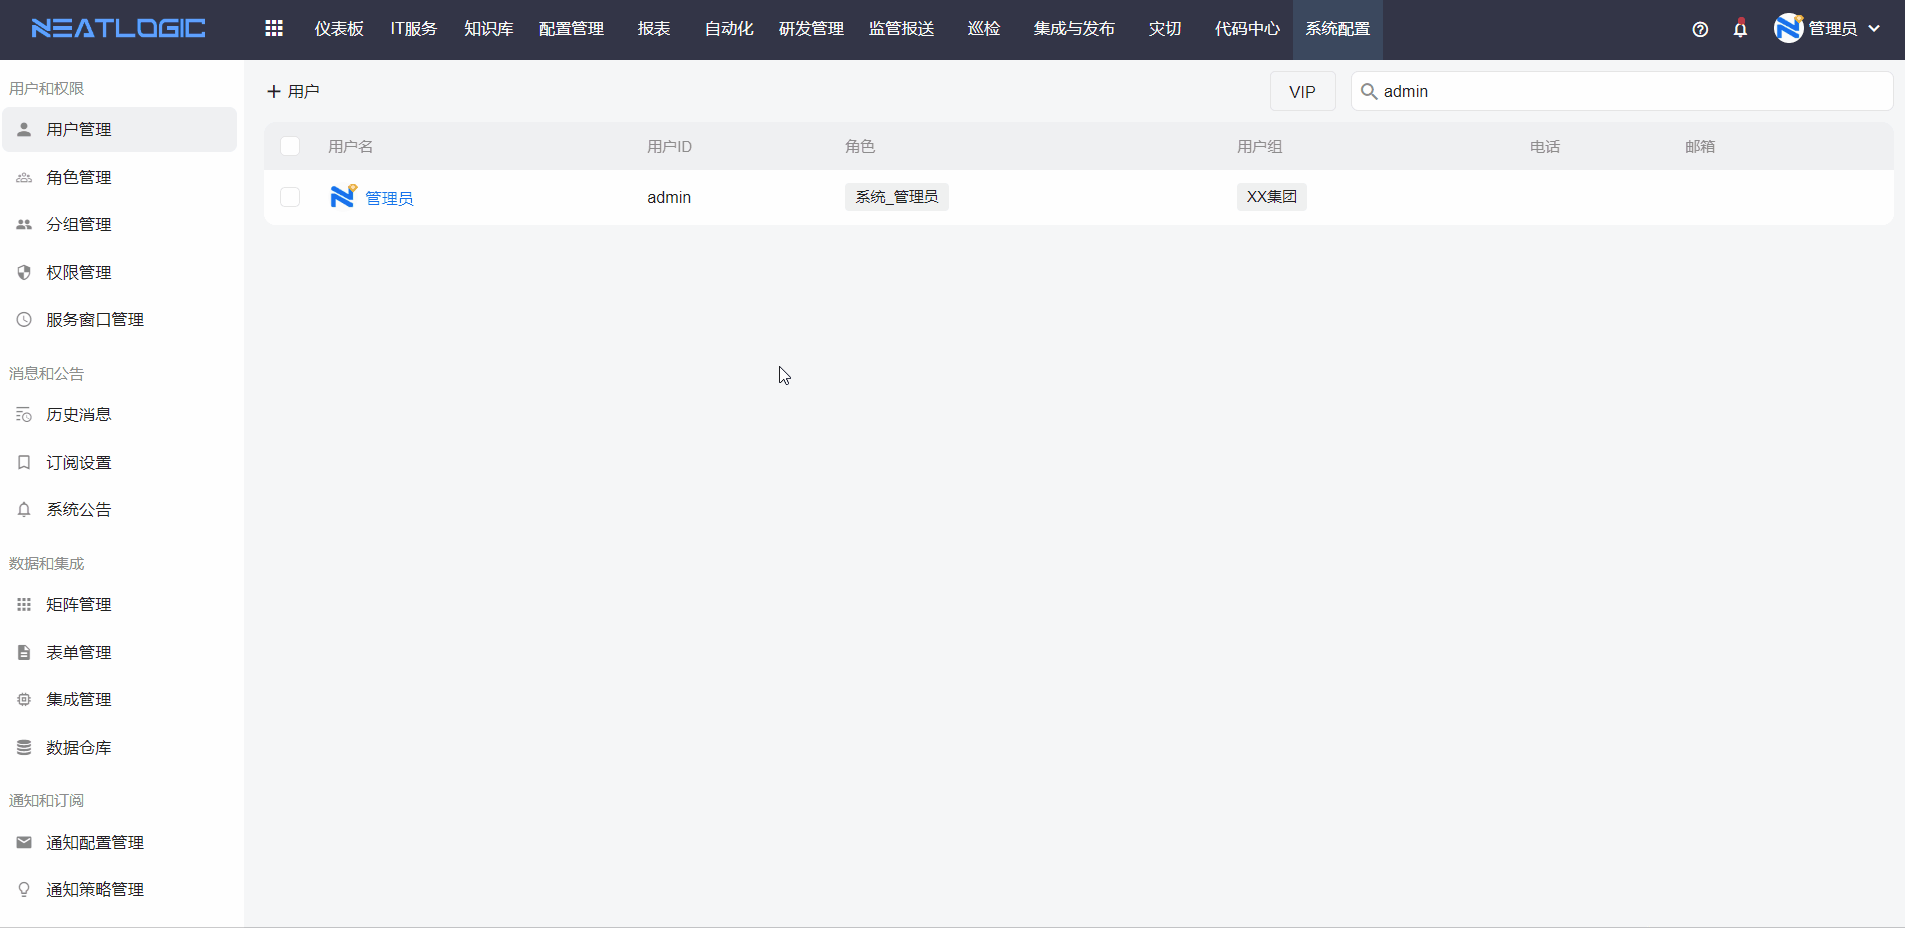 NEATLOGIC
仪表板 IT服务 知识库 配置管理 报表 自动化 研发管理 监管报送 巡检 集成与发布 灾切 代码中心 系统配置
管理员
用户和权限
用户管理
角色管理
分组管理
权限管理
服务窗口管理
消息和公告
历史消息
订阅设置
系统公告
数据和集成
矩阵管理
表单管理
集成管理
数据仓库
通知和订阅
通知配置管理
通知策略管理
用户
VIP
admin
用户名 用户ID 角色 用户组 电话 邮箱
管理员 admin 系统_管理员 XX集团